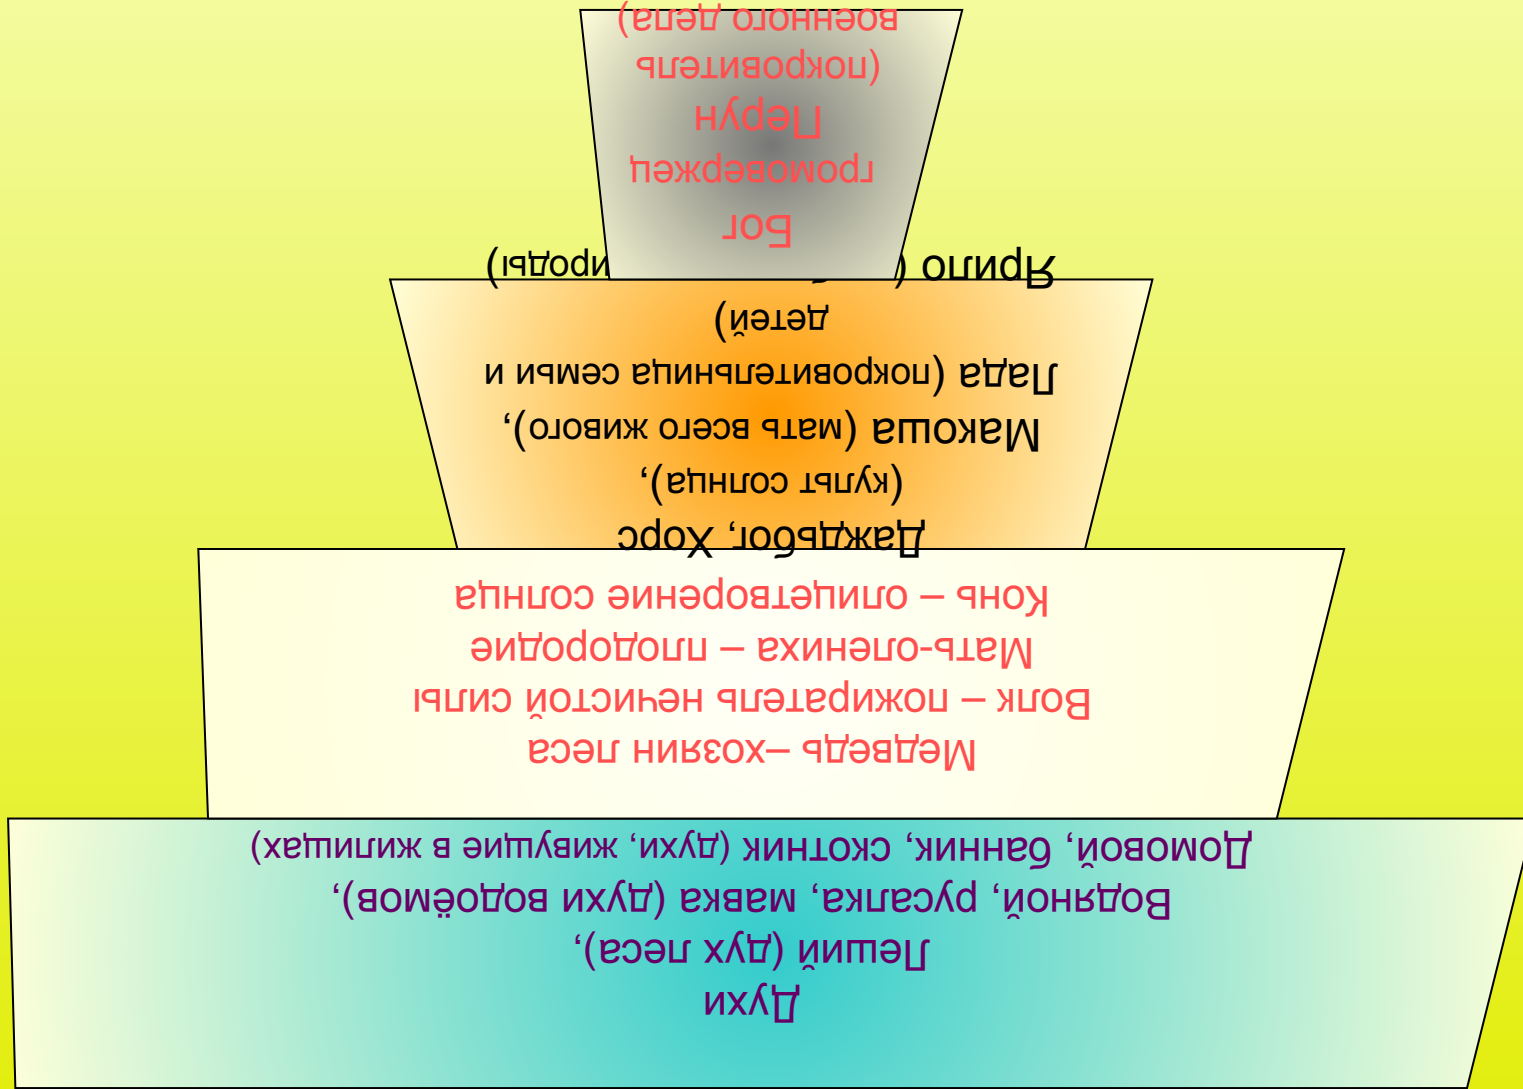 Духи
Леший (дух леса),
Водяной, русалка, мавка (духи водоёмов),
Домовой, банник, скотник (духи, живущие в жилищах)
Медведь –хозяин леса
Волк – пожиратель нечистой силы
Мать-олениха – плодородие
Конь – олицетворение солнца
Даждьбог, Хорс
(культ солнца),
Макоша (мать всего живого),
Лада (покровительница семьи и
детей)
Ярило (
Бог
громовержец
Перун
(покровитель
военного дела)